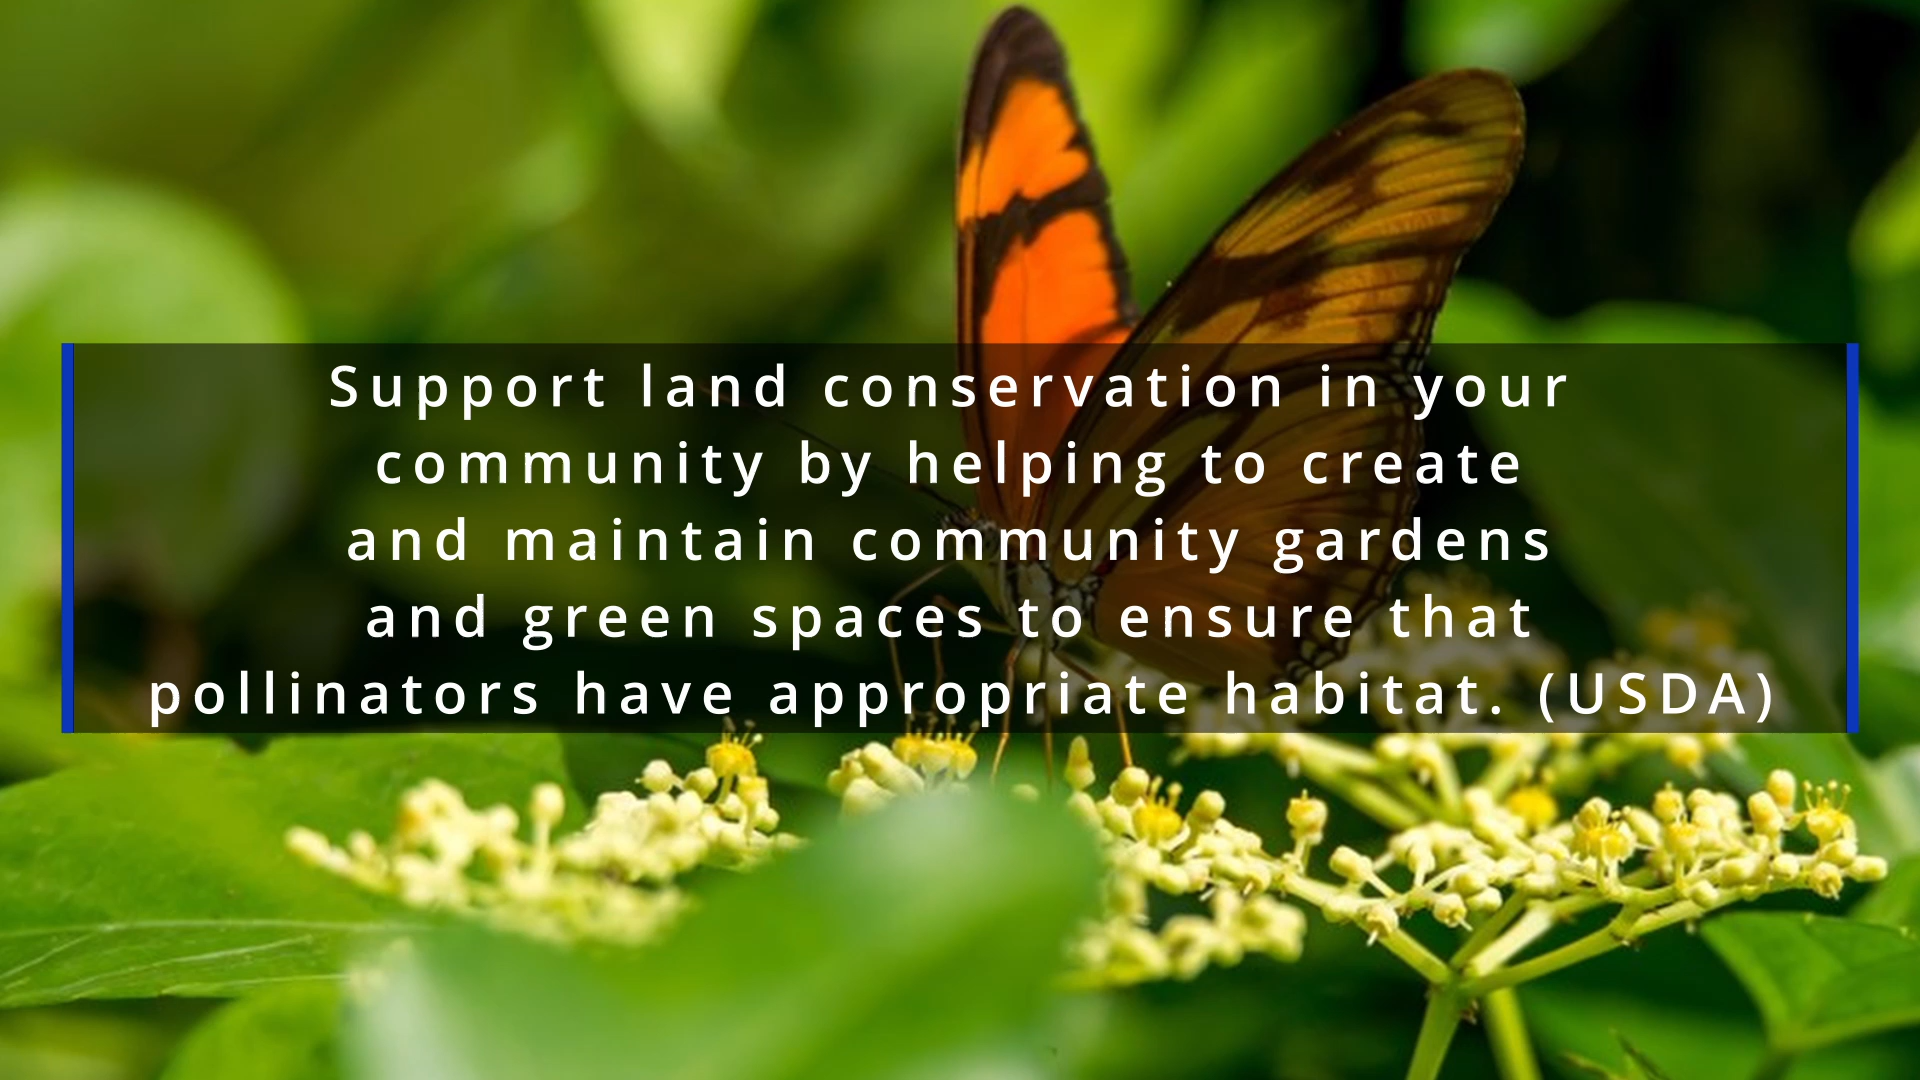 Support land conservation in your
community by helping to create
and maintain community gardens
and green spaces to ensure that
pollinators have appropriate habitat. (USDA)